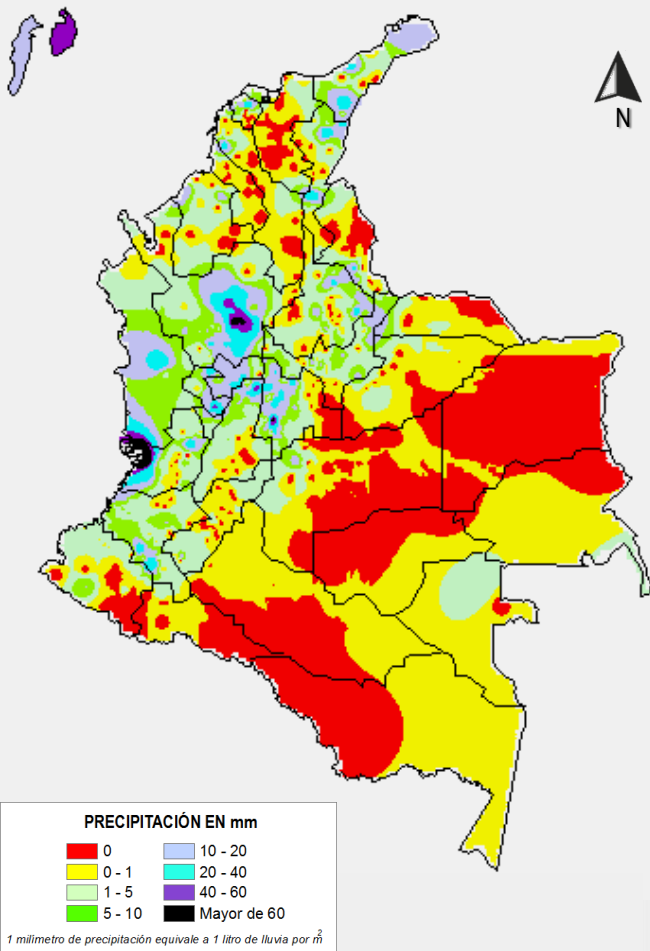 N
PRECIPITACIÓN EN mm
0
10 - 20
0 - 1
20 - 40
1 - 5
40 - 60
5 - 10
Mayor de 60
1 milímetro de precipitación equivale a 1 litro de lluvia por m²